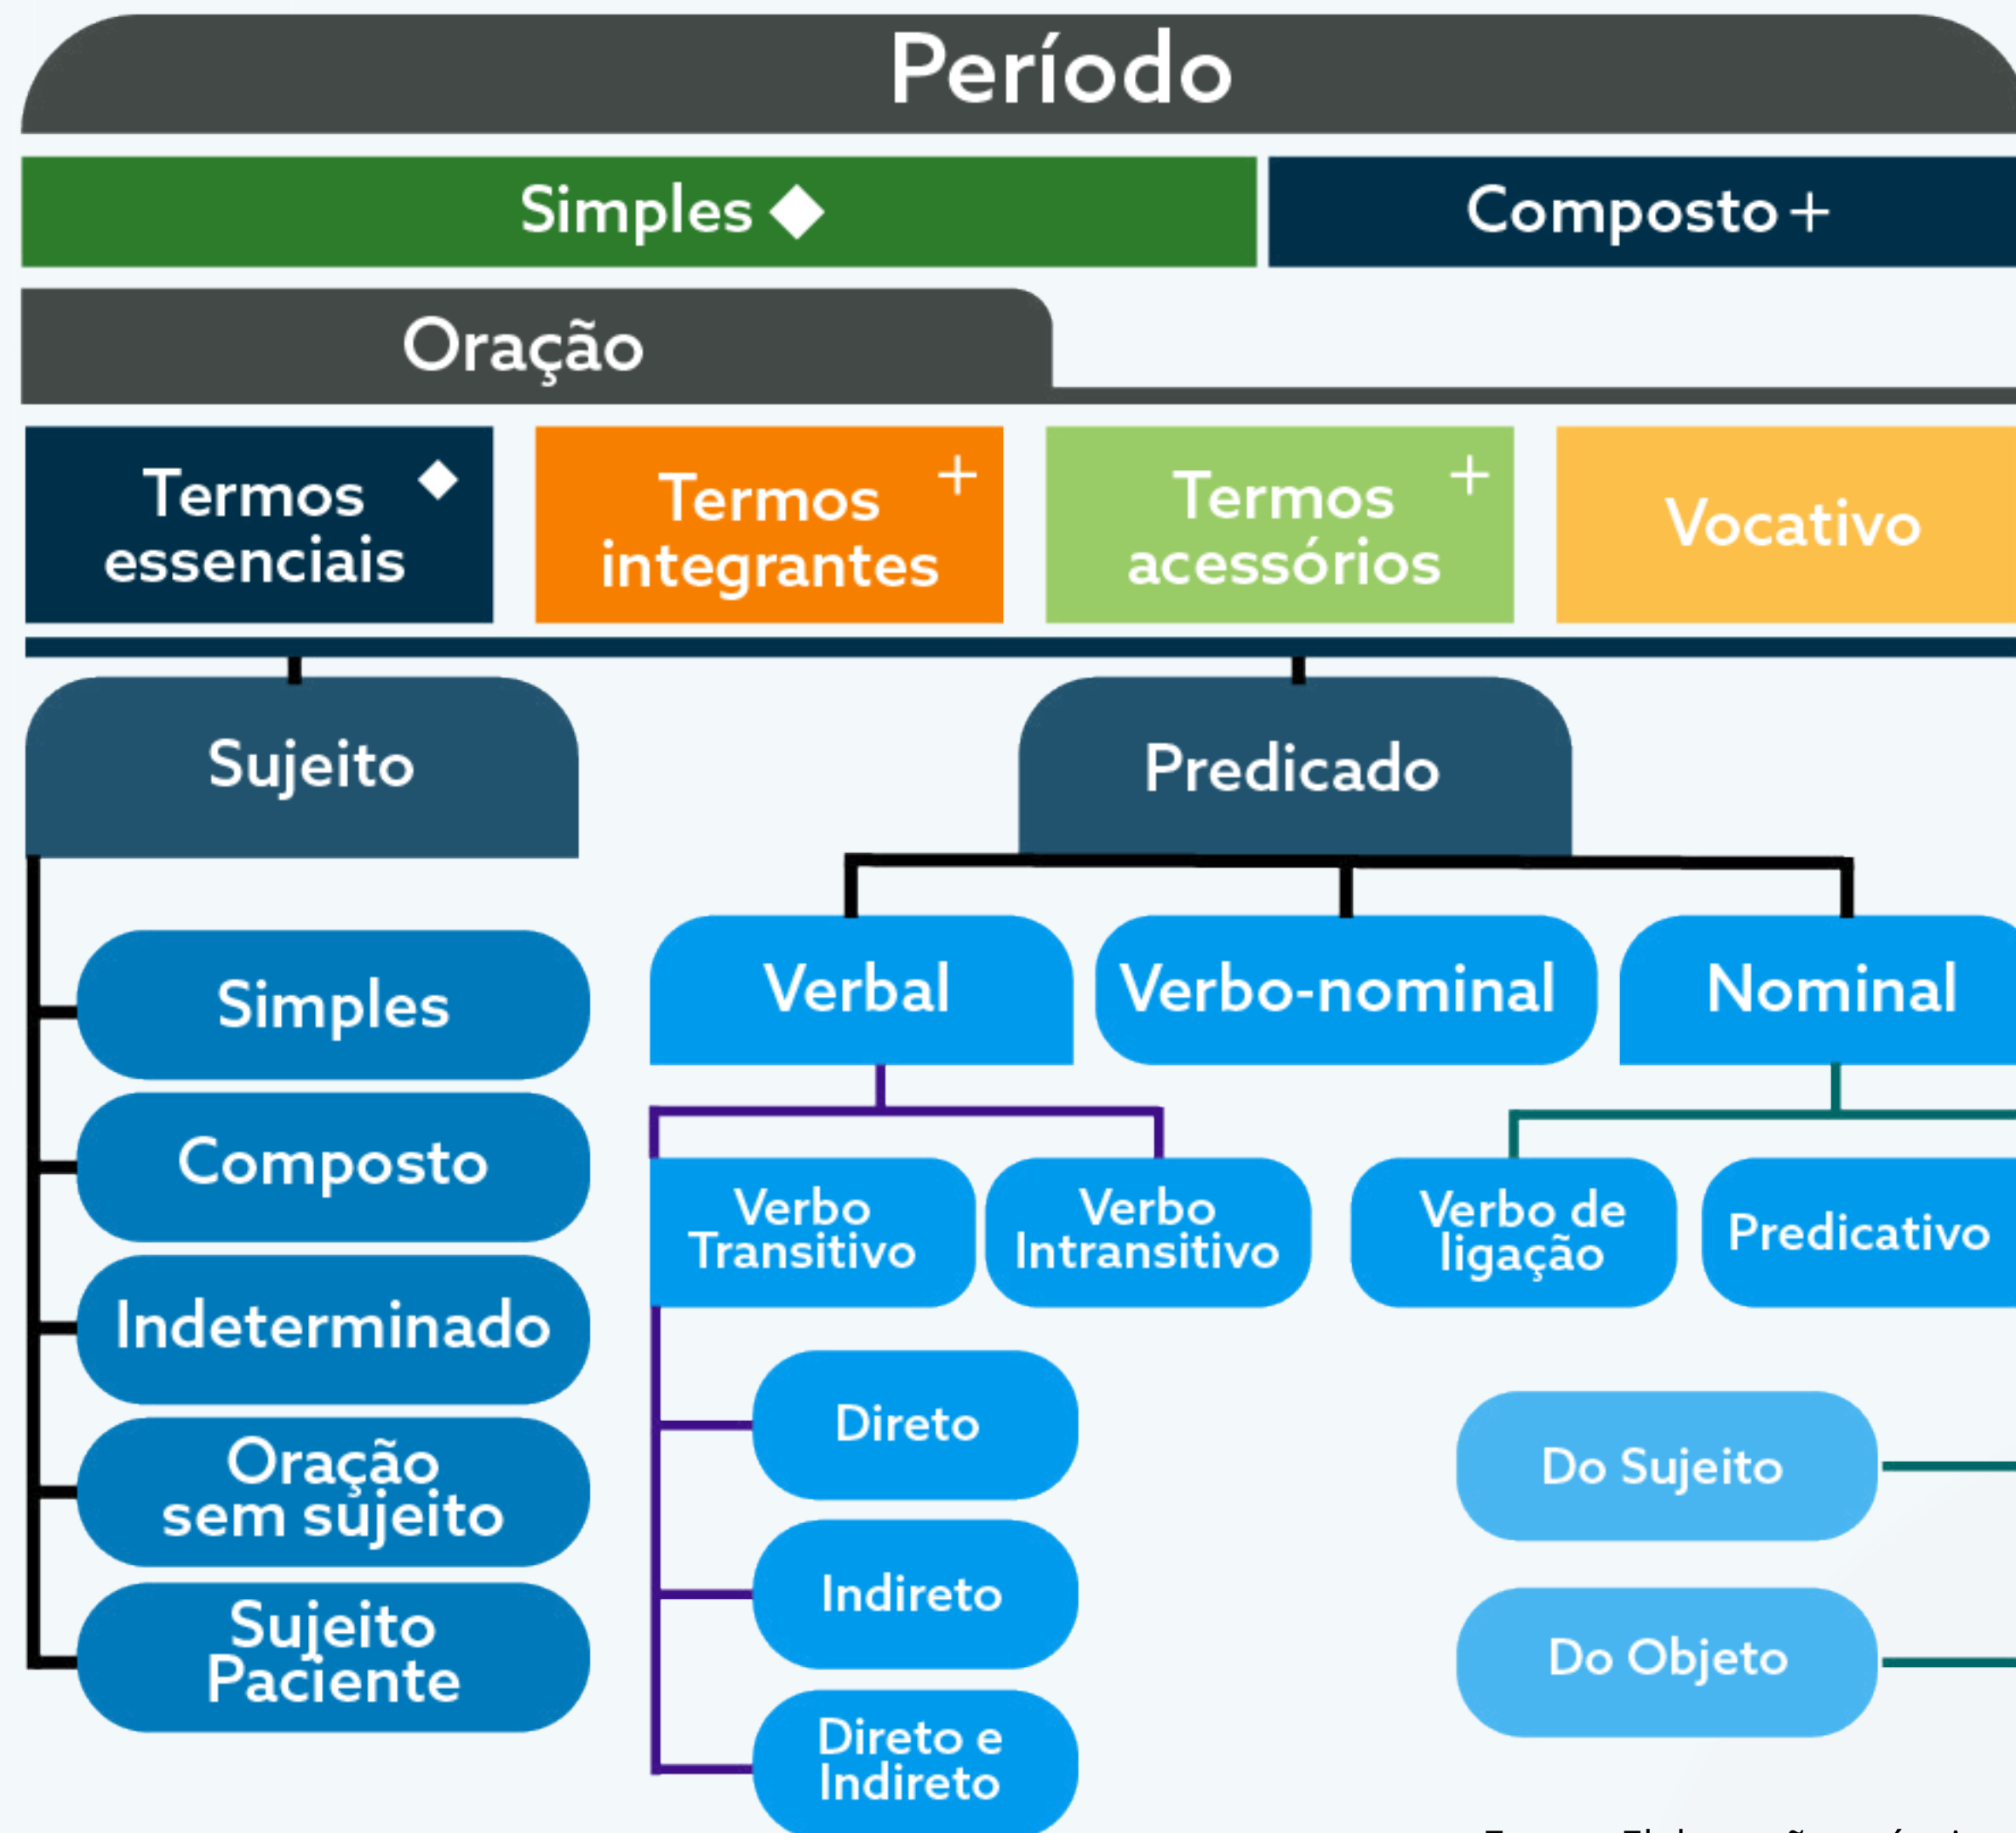 Período
Simples
Composto +
Oração
Termos
essenciais
Termos +
integrantes
Termos +
acessórios
Vocativo
Sujeito
Predicado
Verbal
Verbo-nominal
Nominal
Simples
Composto
Indeterminado
Oração
sem sujeito
Sujeito
Paciente
Verbo
Transitivo
Verbo
Intransitivo
Verbo de
ligação
Predicativo
Direto
Indireto
Direto e
Indireto
Do Sujeito
Do Objeto